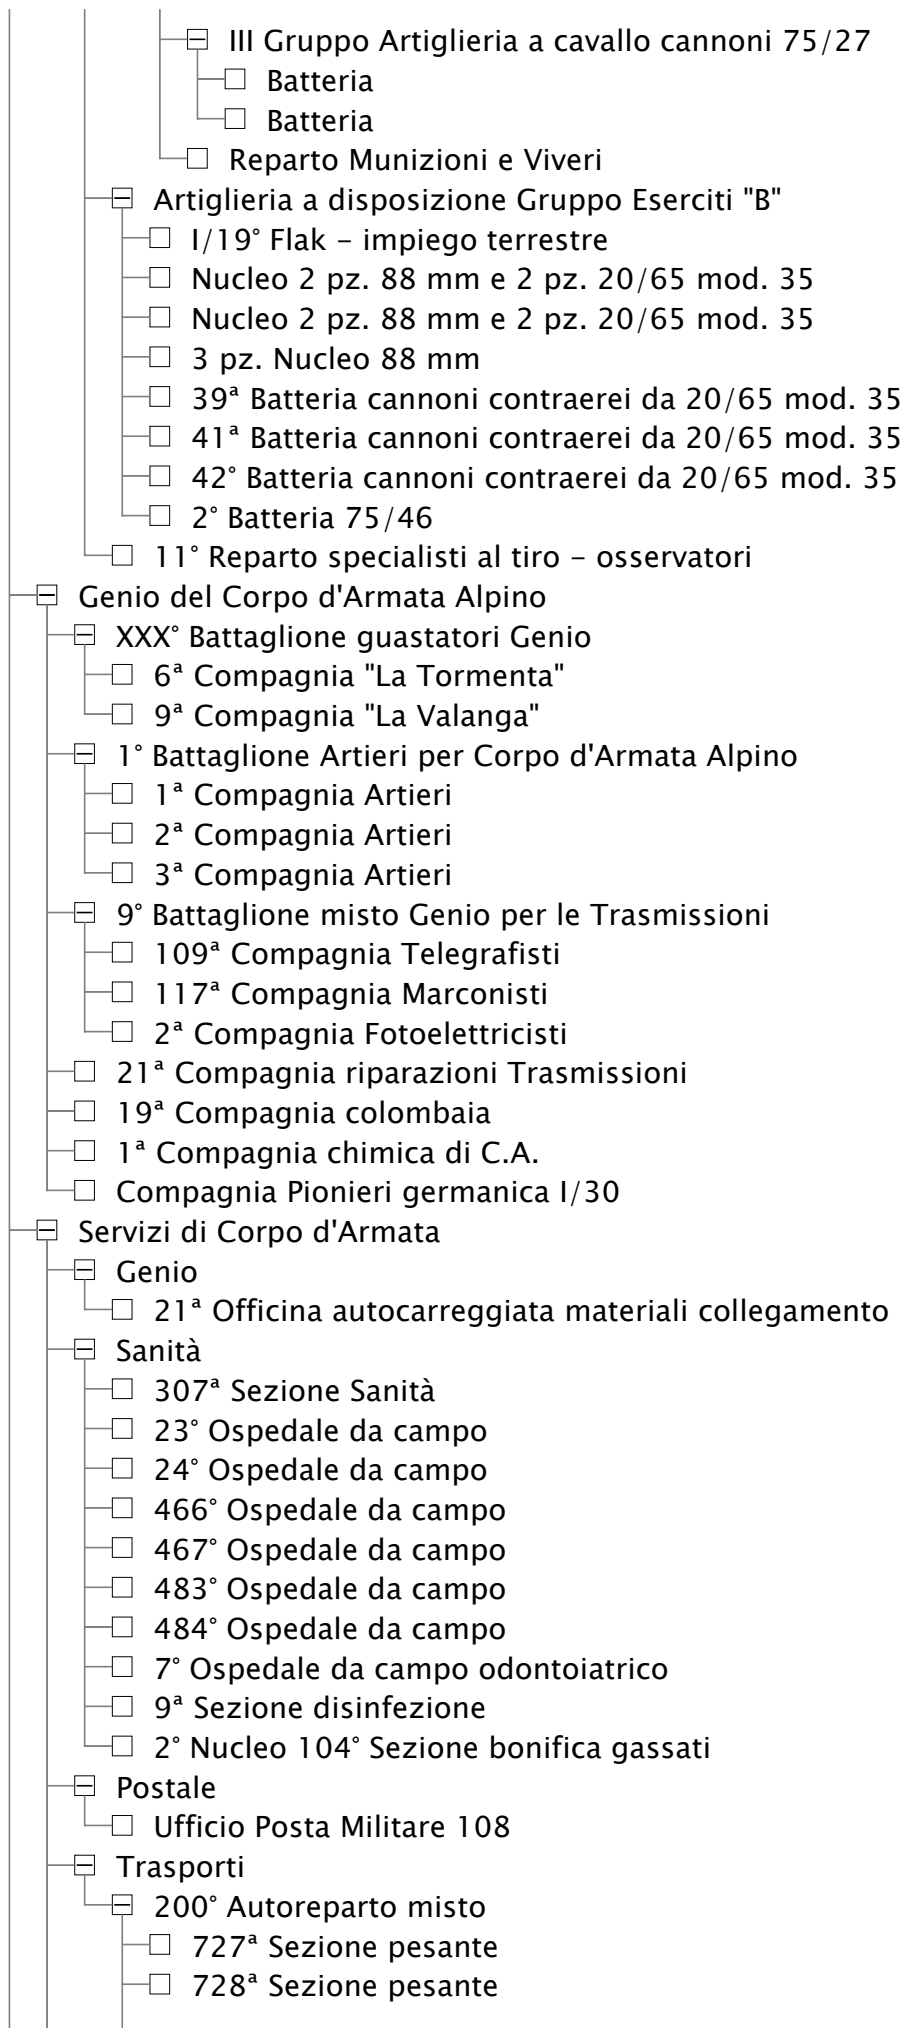 III Gruppo Artiglieria a cavallo cannoni 75/27
Batteria
Batteria
Reparto Munizioni e Viveri
Artiglieria a disposizione Gruppo Eserciti "B"
I/19° Flak - impiego terrestre
Nucleo 2 pz. 88 mm e 2 pz. 20/65 mod. 35
Nucleo 2 pz. 88 mm e 2 pz. 20/65 mod. 35
3 pz. Nucleo 88 mm
39ª Batteria cannoni contraerei da 20/65 mod. 35
41ª Batteria cannoni contraerei da 20/65 mod. 35
42° Batteria cannoni contraerei da 20/65 mod. 35
2° Batteria 75/46
11° Reparto specialisti al tiro - osservatori
Genio del Corpo d'Armata Alpino
XXX° Battaglione guastatori Genio
6ª Compagnia "La Tormenta"
9ª Compagnia "La Valanga"
1° Battaglione Artieri per Corpo d'Armata Alpino
1ª Compagnia Artieri
2ª Compagnia Artieri
3ª Compagnia Artieri
9° Battaglione misto Genio per le Trasmissioni
109ª Compagnia Telegrafisti
117ª Compagnia Marconisti
2ª Compagnia Fotoelettricisti
21ª Compagnia riparazioni Trasmissioni
19ª Compagnia colombaia
1ª Compagnia chimica di C.A.
Compagnia Pionieri germanica I/30
Servizi di Corpo d'Armata
Genio
21ª Officina autocarreggiata materiali collegamento
Sanità
307ª Sezione Sanità
23° Ospedale da campo
24° Ospedale da campo
466° Ospedale da campo
467° Ospedale da campo
483° Ospedale da campo
484° Ospedale da campo
7° Ospedale da campo odontoiatrico
9ª Sezione disinfezione
2° Nucleo 104° Sezione bonifica gassati
Postale
Ufficio Posta Militare 108
Trasporti
200° Autoreparto misto
727ª Sezione pesante
728ª Sezione pesante